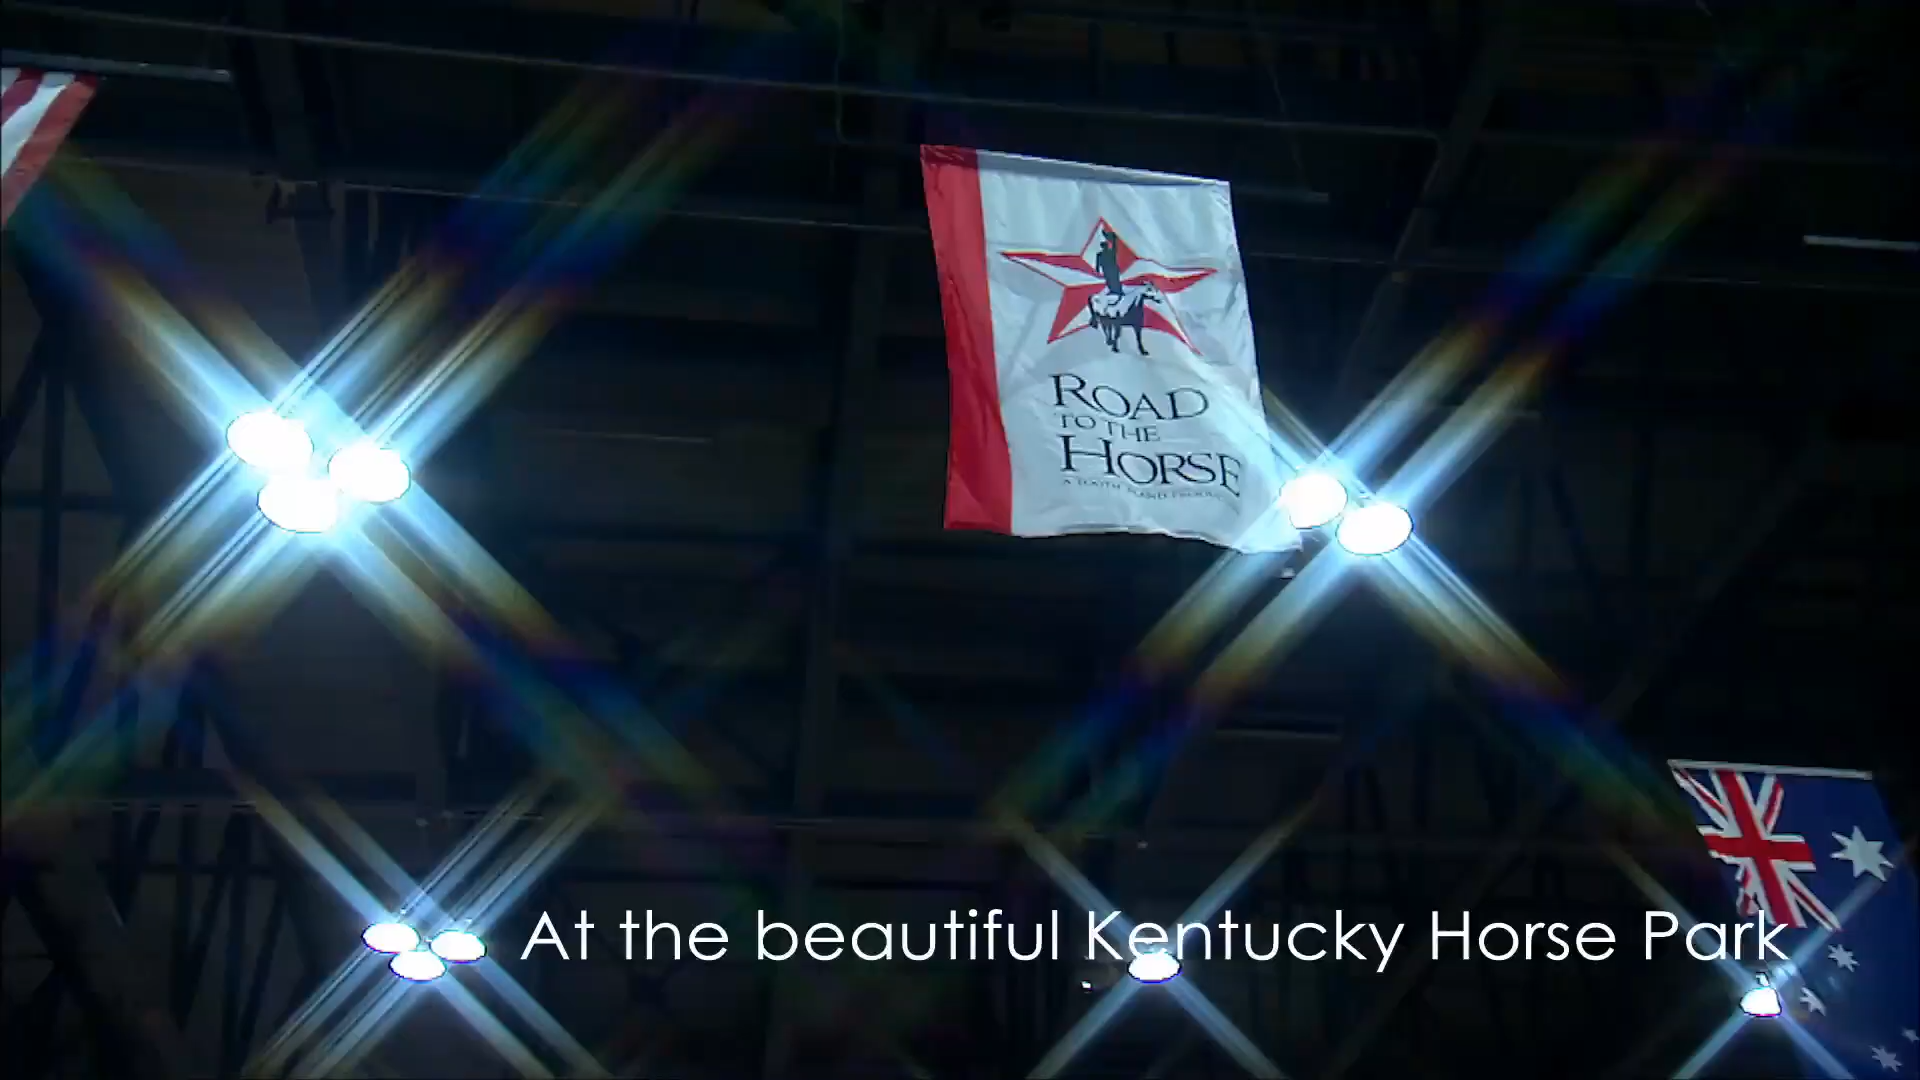 ROAD
TO THE
HORSE
At the beautiful Kentucky Horse Park